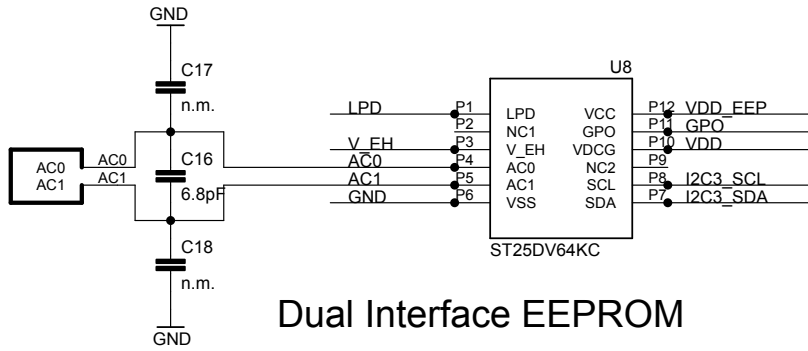 GND
C17
n.m.
U8
LPD P1 LPD VCC P12 VDD_EEP
P2 NC1 GPO P11 GPO
V_EH P3 V_EH VDCG P10 VDD
AC0 AC0 C16 AC0 P4 AC0 NC2 P9
AC1 AC1 6.8pF AC1 P5 AC1 SCL P8 I2C3_SCL
GND P6 VSS SDA P7 I2C3_SDA
C18
ST25DV64KC
n.m.
Dual Interface EEPROM
GND